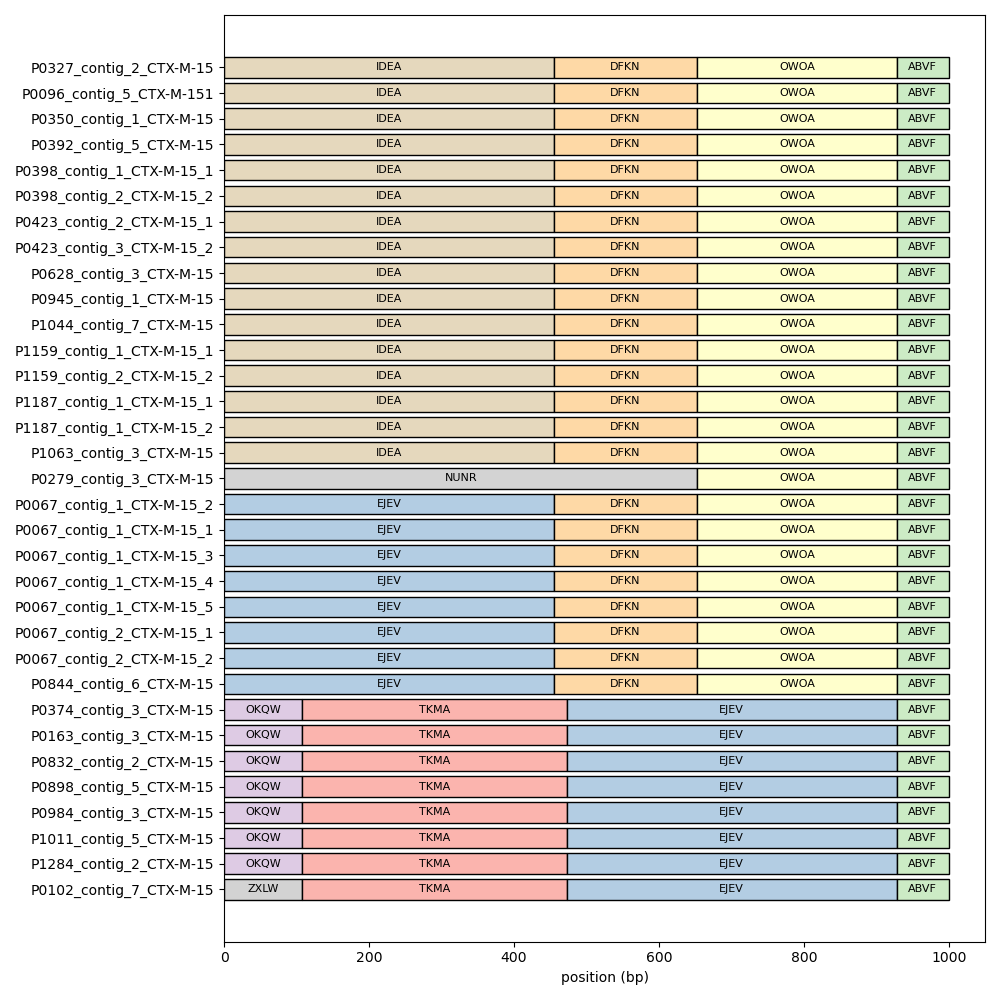 P0327_contig_2_CTX-M-15 IDEA DFKN OWOA ABVF
P0096_contig_5_CTX-M-151 IDEA DFKN OWOA ABVF
P0350_contig_1_CTX-M-15 IDEA DFKN OWOA ABVF
P0392_contig_5_CTX-M-15 IDEA DFKN OWOA ABVF
P0398_contig_1_CTX-M-15_1 IDEA DFKN OWOA ABVF
P0398_contig_2_CTX-M-15_2 IDEA DFKN OWOA ABVF
P0423_contig_2_CTX-M-15_1 IDEA DFKN OWOA ABVF
P0423_contig_3_CTX-M-15_2 IDEA DFKN OWOA ABVF
P0628_contig_3_CTX-M-15 IDEA DFKN OWOA ABVF
P0945_contig_1_CTX-M-15 IDEA DFKN OWOA ABVF
P1044_contig_7_CTX-M-15 IDEA DFKN OWOA ABVF
P1159_contig_1_CTX-M-15_1 IDEA DFKN OWOA ABVF
P1159_contig_2_CTX-M-15_2 IDEA DFKN OWOA ABVF
P1187_contig_1_CTX-M-15_1 IDEA DFKN OWOA ABVF
P1187_contig_1_CTX-M-15_2 IDEA DFKN OWOA ABVF
P1063_contig_3_CTX-M-15 IDEA DFKN OWOA ABVF
P0279_contig_3_CTX-M-15 NUNR OWOA ABVF
P0067_contig_1_CTX-M-15_2 EJEV DFKN OWOA ABVF
P0067_contig_1_CTX-M-15_1 EJEV DFKN OWOA ABVF
P0067_contig_1_CTX-M-15_3 EJEV DFKN OWOA ABVF
P0067_contig_1_CTX-M-15_4 EJEV DFKN OWOA ABVF
P0067_contig_1_CTX-M-15_5 EJEV DFKN OWOA ABVF
P0067_contig_2_CTX-M-15_1 EJEV DFKN OWOA ABVF
P0067_contig_2_CTX-M-15_2 EJEV DFKN OWOA ABVF
P0844_contig_6_CTX-M-15 EJEV DFKN OWOA ABVF
P0374_contig_3_CTX-M-15 OKQW TKMA EJEV ABVF
P0163_contig_3_CTX-M-15 OKQW TKMA EJEV ABVF
P0832_contig_2_CTX-M-15 OKQW TKMA EJEV ABVF
P0898_contig_5_CTX-M-15 OKQW TKMA EJEV ABVF
P0984_contig_3_CTX-M-15 OKQW TKMA EJEV ABVF
P1011_contig_5_CTX-M-15 OKQW TKMA EJEV ABVF
P1284_contig_2_CTX-M-15 OKQW TKMA EJEV ABVF
P0102_contig_7_CTX-M-15 ZXLW TKMA EJEV ABVF
0 200 400 600 800 1000
position (bp)